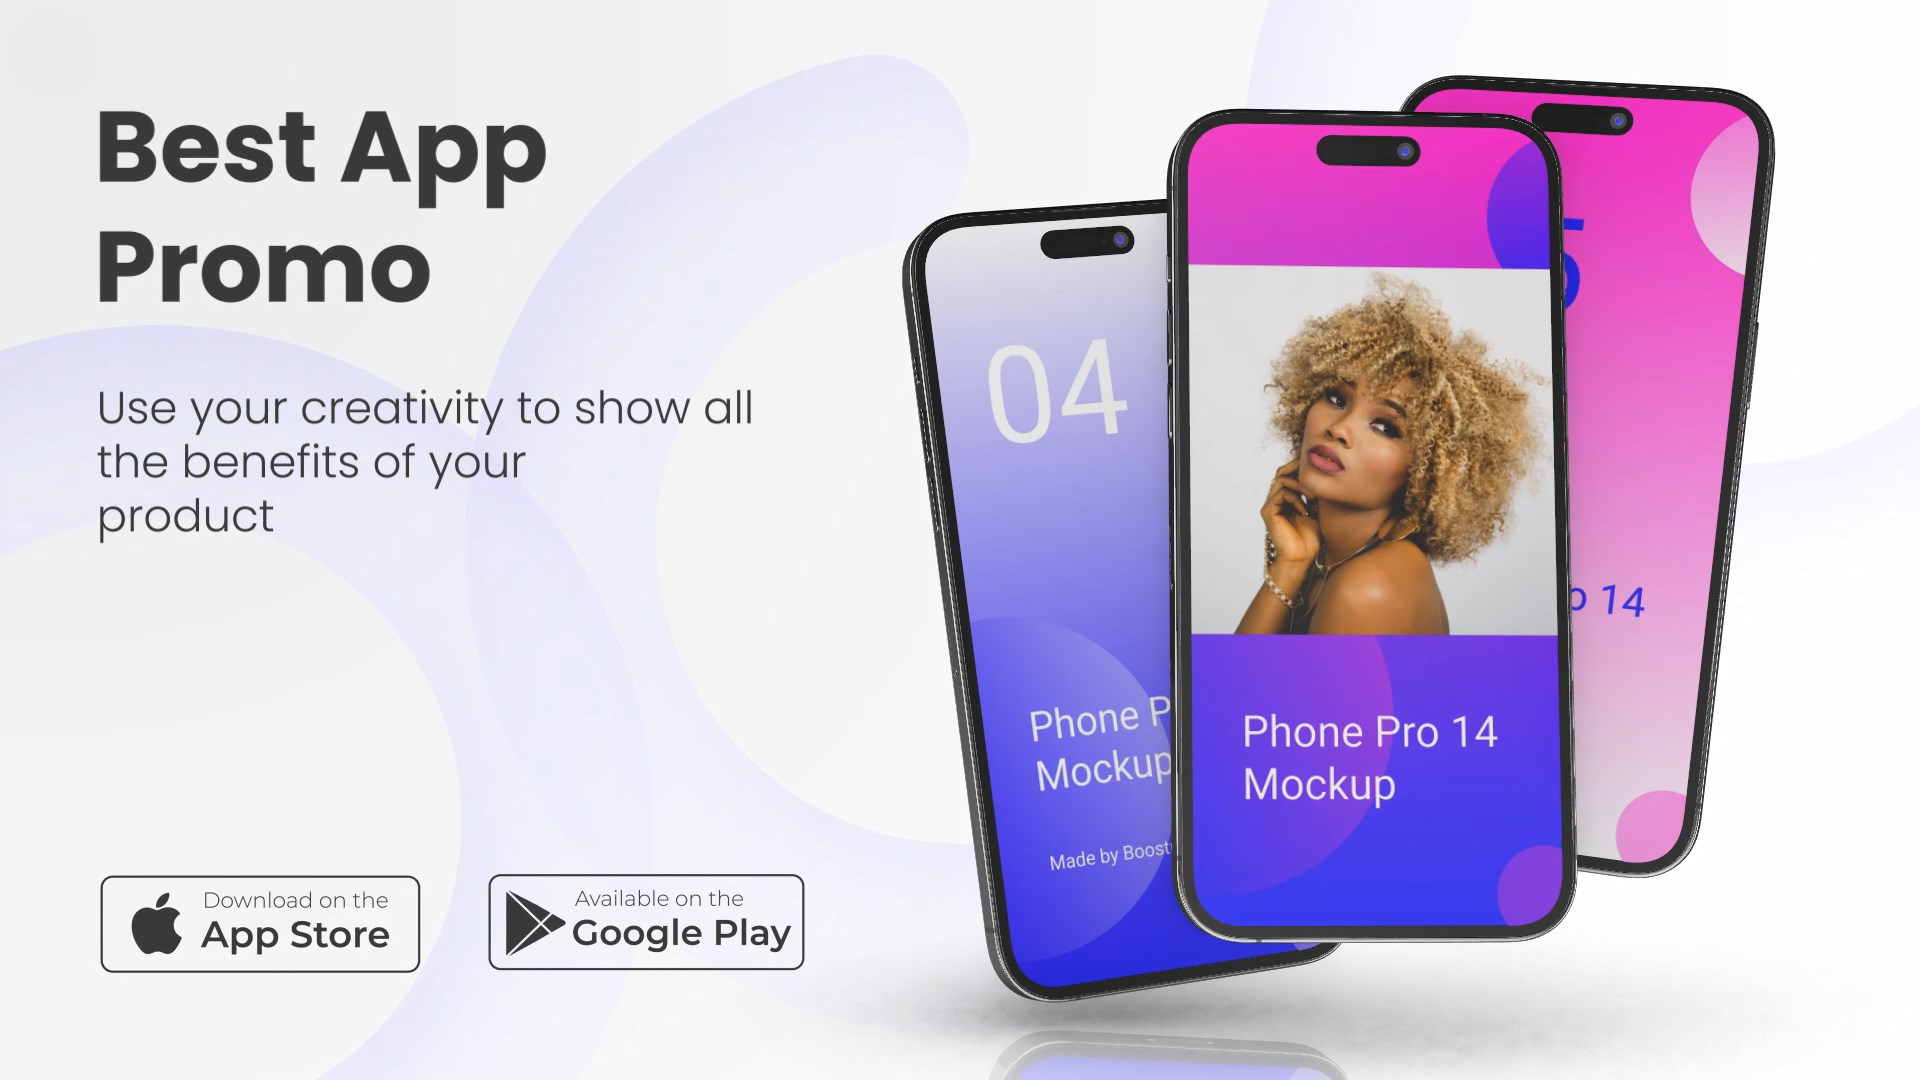 Best App
Promo
Use your creativity to show all
the benefits of your
product
Download on the
App Store
Available on the
Google Play
04
Phone
Mockup
Made by
Phone Pro 14
Mockup
14